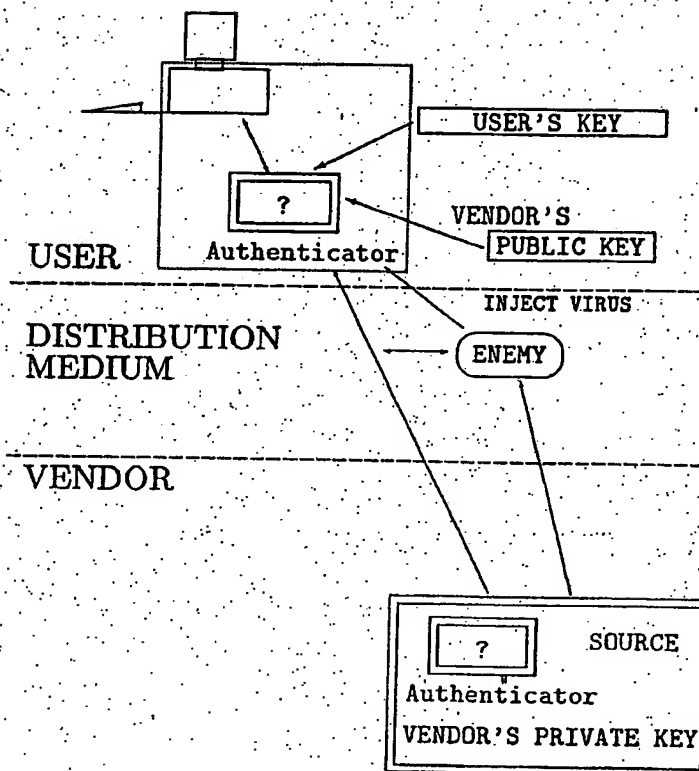 USER'S KEY
?
VENDOR'S
PUBLIC KEY
Authenticator
USER
INJECT VIRUS
DISTRIBUTION
MEDIUM
ENEMY
VENDOR
?
SOURCE
Authenticator
VENDOR'S PRIVATE KEY